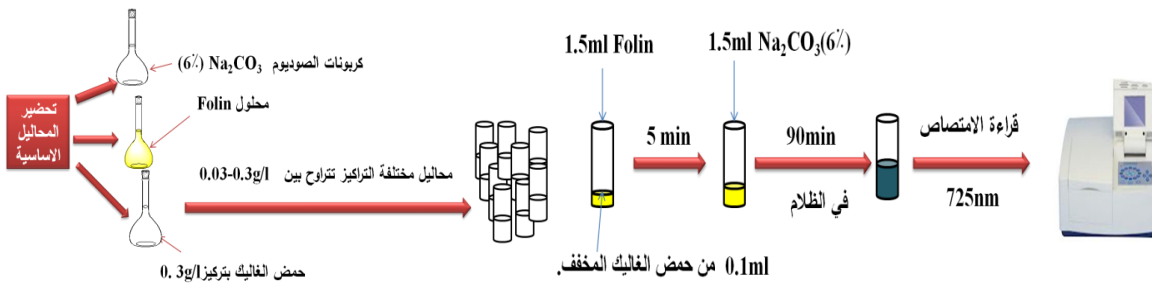 تحضير
المحاليل
الاساسية
كربونات الصوديوم Na₂CO₃ (6٪)
محلول Folin
حمض الغاليك بتركيز0. 3g/l
محاليل مختلفة التراكيز تتراوح بين 0.03-0.3g/l
1.5ml Folin
0.1ml من حمض الغاليك المخفف.
5 min
1.5ml Na₂CO₃(6٪)
90min
في الظلام
قراءة الامتصاص
725nm